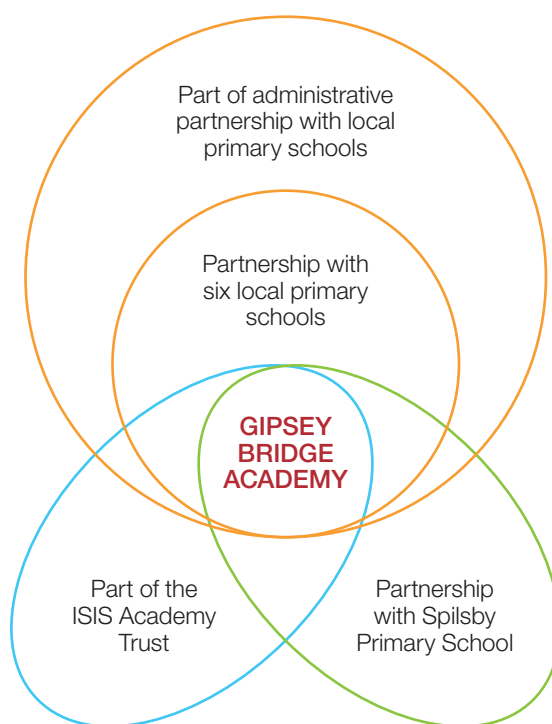 Part of administrative
partnership with local
primary schools
Partnership with
six local primary
schools
GIPSEY
BRIDGE
ACADEMY
Part of the
ISIS Academy
Trust
Partnership
with Spilsby
Primary School